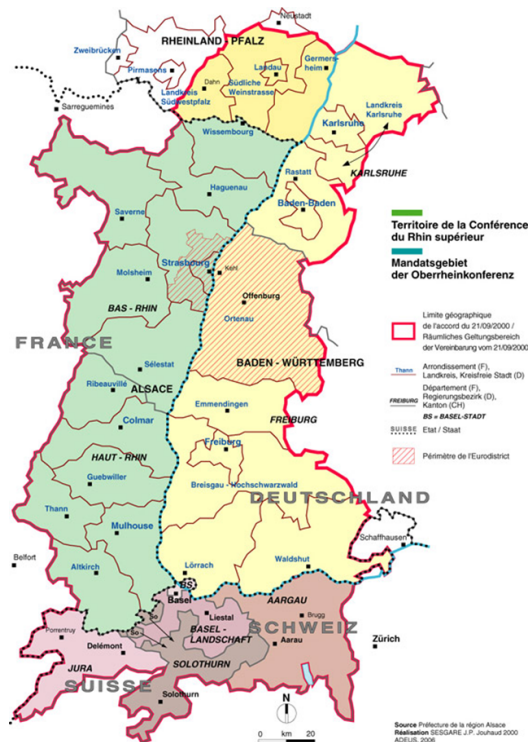 Neustadt
Zweibrücken
RHEINLAND - PFALZ
Pirmasens
Landau
Germers-
heim
Dahn
Südliche
Weinstrasse
Landkreis
Südwestpfalz
Landkreis
Karlsruhe
Sarreguemines
Wissembourg
Karlsruhe
KARLSRUHE
Rastatt
Haguenau
Baden-Baden
Saverne
Territoire de la Conférence
du Rhin supérieur
Mandatsgebiet
der Oberrheinkonferenz
Strasbourg
Kehl
Molsheim
Offenburg
Ortenau
BAS - RHIN
FRANCE
BADEN - WÜRTTEMBERG
Limite géographique
de l'accord du 21/09/2000 /
Räumliches Geltungsbereich
der Vereinbarung vom 21/09/2000
Thann
Arrondissement (F),
Landkreis, Kreisfreie Stadt (D)
FREIBURG
Département (F),
Regierungsbezirk (D),
Kanton (CH)
BS = BASEL-STADT
SUISSE
Etat / Staat
Périmètre de l'Eurodistrict
Sélestat
Ribeauvillé
ALSACE
Emmendingen
FREIBURG
Colmar
Freiburg
HAUT - RHIN
Guebwiller
Breisgau - Hochschwarzwald
DEUTSCHLAND
Thann
Mulhouse
Schaffhausen
Belfort
Altkirch
Lörrach
Waldshut
BS
Basel
AARGAU
Liestal
Brugg
BASEL -
LANDSCHAFT
SCHWEIZ
So
So
Porrentruy
Delémont
Aarau
Zürich
SOLOTHURN
JURA
SUISSE
Solothurn
N
0 km 20
Source Préfecture de la région Alsace
Réalisation SESGARE J.P. Jouhaud 2000
ADEUS, 2006